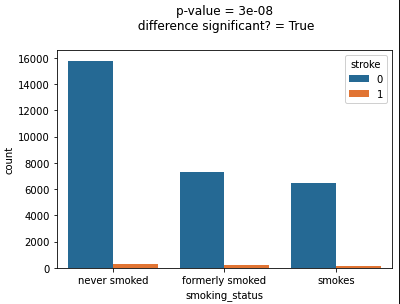 p-value = 3e-08
difference significant? = True
stroke
0
1
16000
14000
12000
10000
8000
6000
4000
2000
0
count
never smoked
formerly smoked
smokes
smoking_status